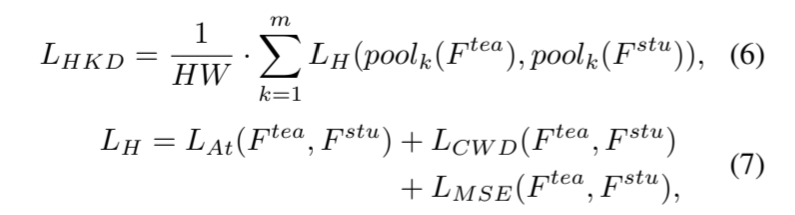 L_{HKD} = \frac{1}{HW} \cdot \sum_{k=1}^{m} L_H(pool_k(F^{tea}), pool_k(F^{stu})), (6)
L_H = L_{At}(F^{tea}, F^{stu}) + L_{CWD}(F^{tea}, F^{stu})
+ L_{MSE}(F^{tea}, F^{stu}), (7)